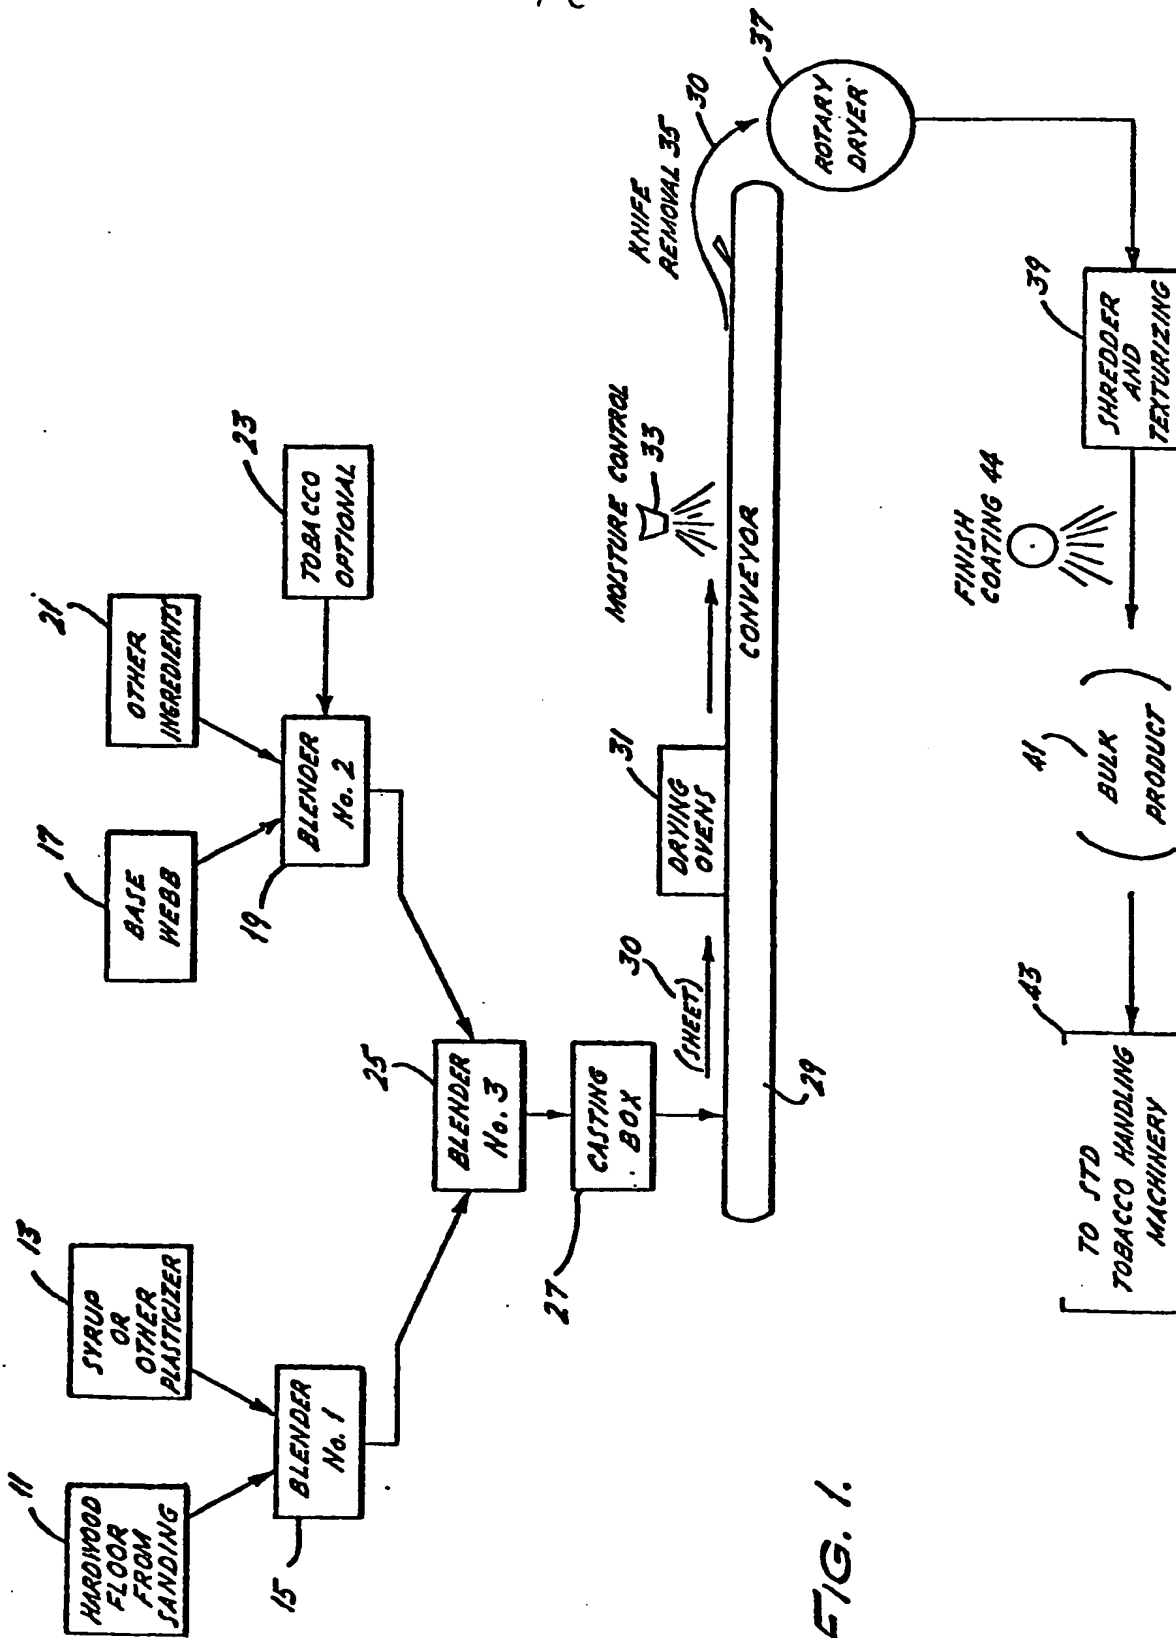 11
HARDWOOD
FLOOR
FROM
SANDING
13
SYRUP
OR
OTHER
PLASTICIZER
15
BLENDER
No. 1
17
BASE
WEBB
21
OTHER
INGREDIENTS
19
BLENDER
No. 2
23
TOBACCO
OPTIONAL
25
BLENDER
No. 3
27
CASTING
BOX
30
(SHEET)
29
31
DRYING
OVENS
MOISTURE CONTROL
33
CONVEYOR
KNIFE
REMOVAL 35
30
37
ROTARY
DRYER
39
SHREDDER
AND
TEXTURIZING
FINISH
COATING 44
41
BULK
PRODUCT
43
TO STD
TOBACCO HANDLING
MACHINERY
FIG. 1.